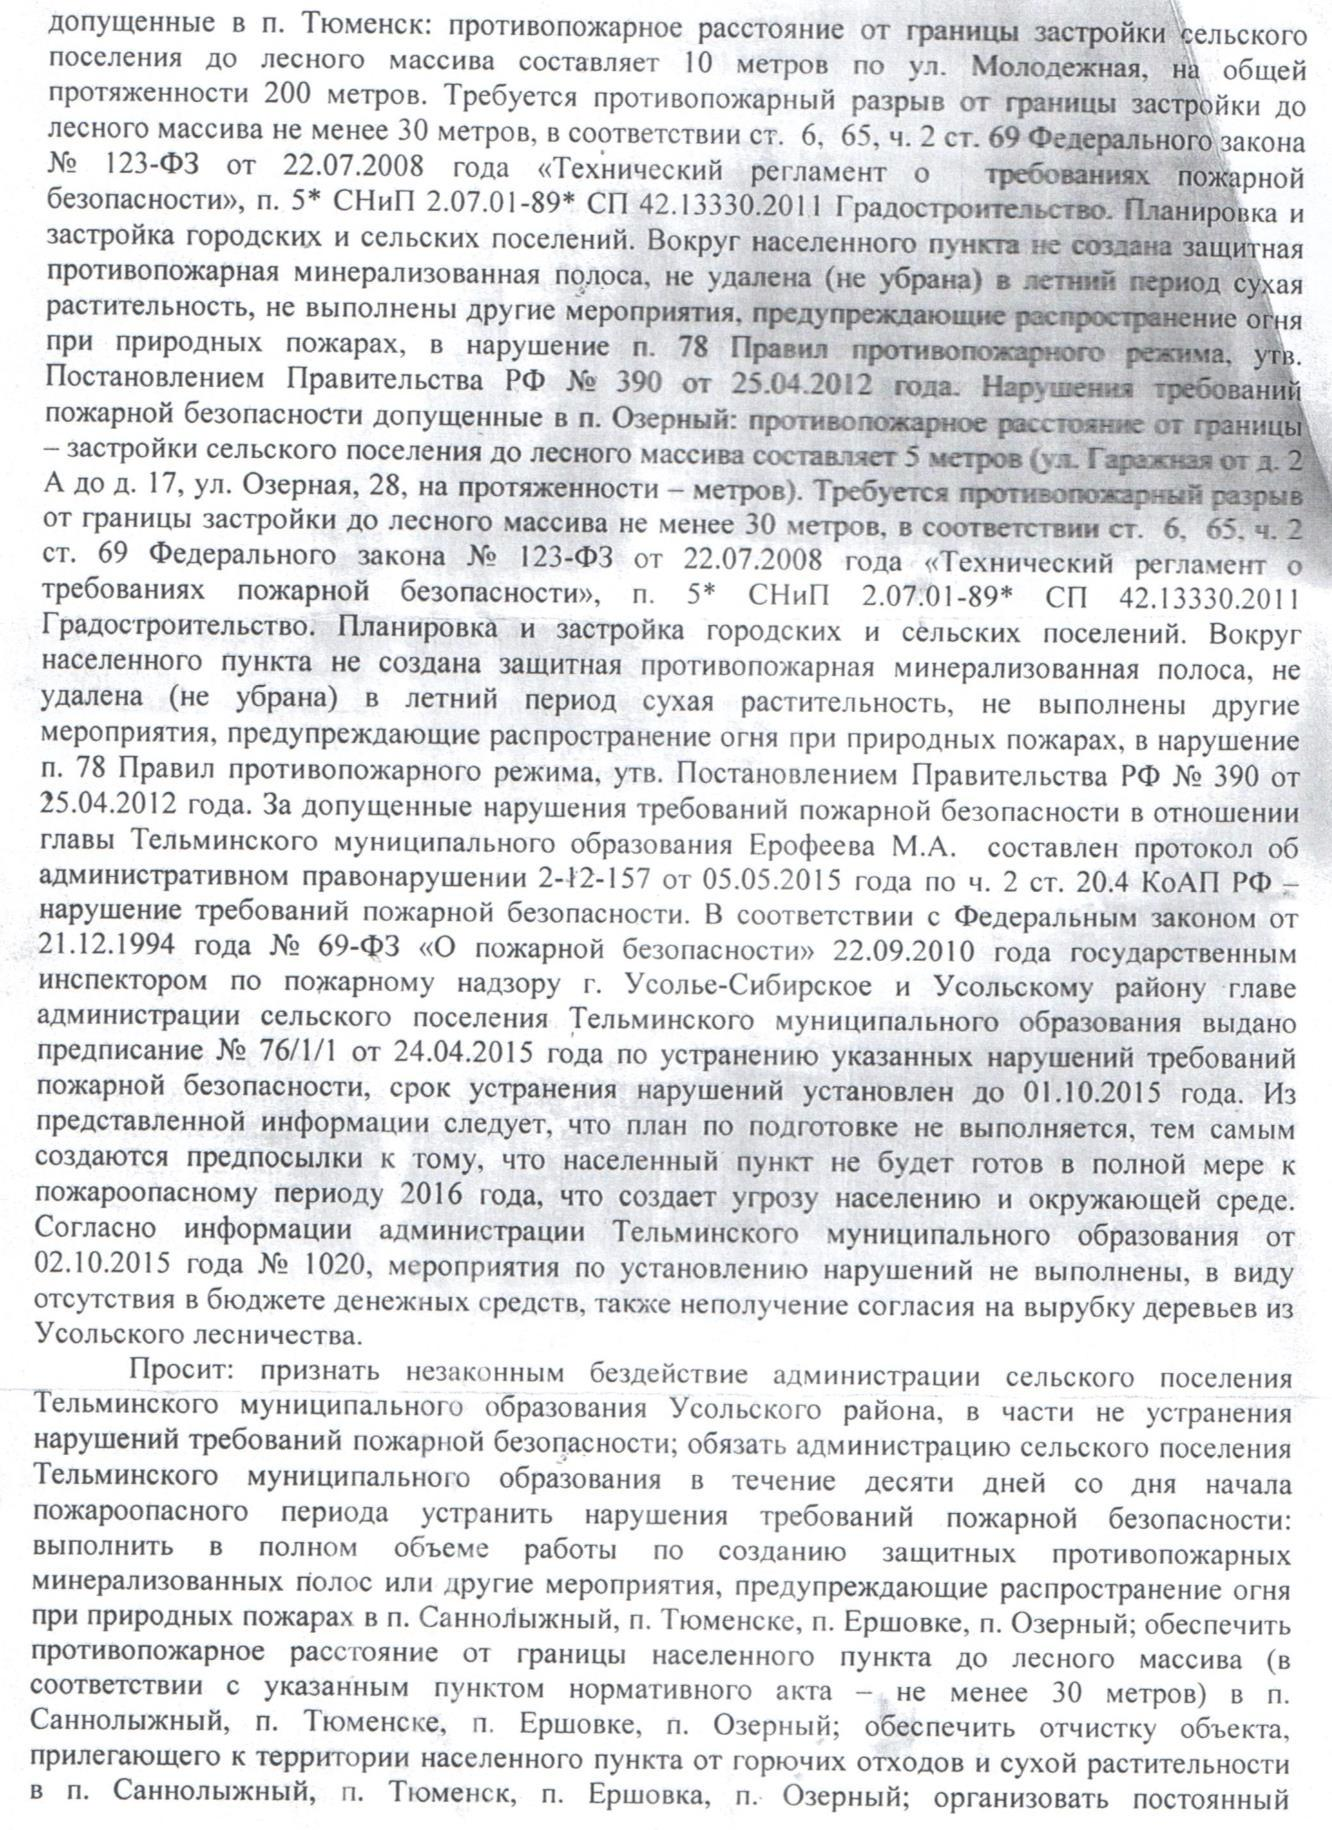 допущенные в п. Тюменск: противопожарное расстояние от границы застройки сельского
поселения до лесного массива составляет 10 метров по ул. Молодежная, на общей
протяженности 200 метров. Требуется противопожарный разрыв от границы застройки до
лесного массива не менее 30 метров, в соответствии ст. 6, 65, ч. 2 ст. 69 Федерального закона
№ 123-ФЗ от 22.07.2008 года «Технический регламент о требованиях пожарной
безопасности», п. 5* СНиП 2.07.01-89* СП 42.13330.2011 Градостроительство. Планировка и
застройка городских и сельских поселений. Вокруг населенного пункта не создана защитная
противопожарная минерализованная полоса, не удалена (не убрана) в летний период сухая
растительность, не выполнены другие мероприятия, предупреждающие распространение огня
при природных пожарах, в нарушение п. 78 Правил противопожарного режима, утв.
Постановлением Правительства РФ № 390 от 25.04.2012 года. Нарушения требований
пожарной безопасности допущенные в п. Озерный: противопожарное расстояние от границы
– застройки сельского поселения до лесного массива составляет 5 метров (ул. Гаражная от д. 2
А до д. 17, ул. Озерная, 28, на протяженности – метров). Требуется противопожарный разрыв
от границы застройки до лесного массива не менее 30 метров, в соответствии ст. 6, 65, ч. 2
ст. 69 Федерального закона № 123-ФЗ от 22.07.2008 года «Технический регламент о
требованиях пожарной безопасности», п. 5* СНиП 2.07.01-89* СП 42.13330.2011
Градостроительство. Планировка и застройка городских и сельских поселений. Вокруг
населенного пункта не создана защитная противопожарная минерализованная полоса, не
удалена (не убрана) в летний период сухая растительность, не выполнены другие
мероприятия, предупреждающие распространение огня при природных пожарах, в нарушение
п. 78 Правил противопожарного режима, утв. Постановлением Правительства РФ № 390 от
25.04.2012 года. За допущенные нарушения требований пожарной безопасности в отношении
главы Тельминского муниципального образования Ерофеева М.А. составлен протокол об
административном правонарушении 2-12-157 от 05.05.2015 года по ч. 2 ст. 20.4 КоАП РФ –
нарушение требований пожарной безопасности. В соответствии с Федеральным законом от
21.12.1994 года № 69-ФЗ «О пожарной безопасности» 22.09.2010 года государственным
инспектором по пожарному надзору г. Усолье-Сибирское и Усольскому району главе
администрации сельского поселения Тельминского муниципального образования выдано
предписание № 76/1/1 от 24.04.2015 года по устранению указанных нарушений требований
пожарной безопасности, срок устранения нарушений установлен до 01.10.2015 года. Из
представленной информации следует, что план по подготовке не выполняется, тем самым
создаются предпосылки к тому, что населенный пункт не будет готов в полной мере к
пожароопасному периоду 2016 года, что создает угрозу населению и окружающей среде.
Согласно информации администрации Тельминского муниципального образования от
02.10.2015 года № 1020, мероприятия по установлению нарушений не выполнены, в виду
отсутствия в бюджете денежных средств, также неполучение согласия на вырубку деревьев из
Усольского лесничества.
Просит: признать незаконным бездействие администрации сельского поселения
Тельминского муниципального образования Усольского района, в части не устранения
нарушений требований пожарной безопасности; обязать администрацию сельского поселения
Тельминского муниципального образования в течение десяти дней со дня начала
пожароопасного периода устранить нарушения требований пожарной безопасности:
выполнить в полном объеме работы по созданию защитных противопожарных
минерализованных полос или другие мероприятия, предупреждающие распространение огня
при природных пожарах в п. Саннолыжный, п. Тюменске, п. Ершовке, п. Озерный; обеспечить
противопожарное расстояние от границы населенного пункта до лесного массива (в
соответствии с указанным пунктом нормативного акта – не менее 30 метров) в п.
Саннолыжный, п. Тюменске, п. Ершовке, п. Озерный; обеспечить отчистку объекта,
прилегающего к территории населенного пункта от горючих отходов и сухой растительности
в п. Саннолыжный, п. Тюменск, п. Ершовка, п. Озерный; организовать постоянный